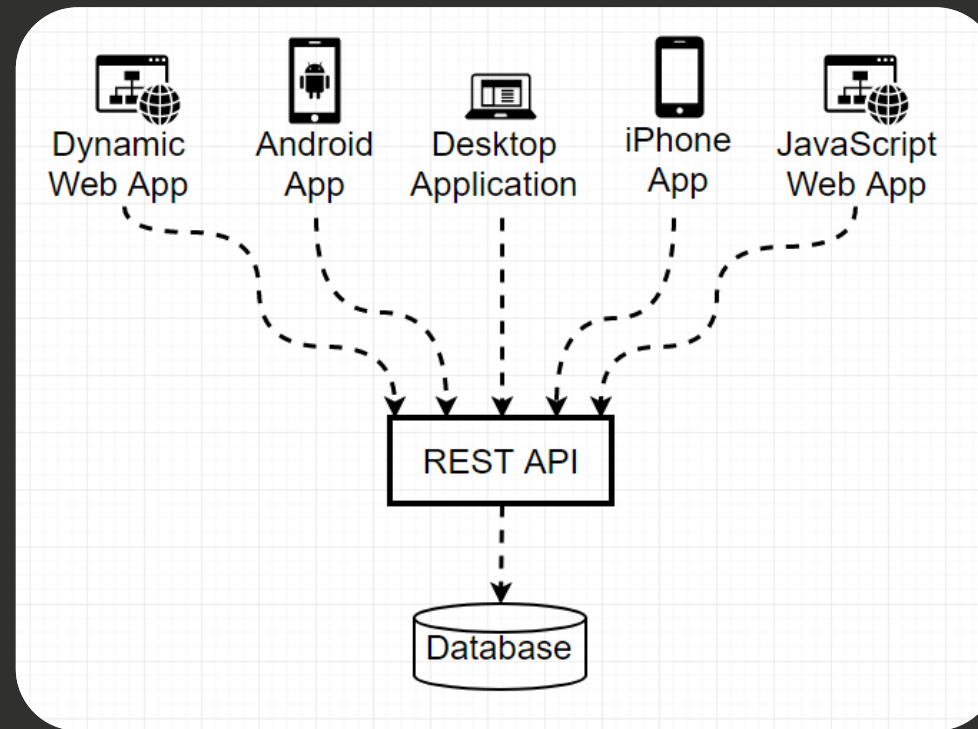 Dynamic
Web App
Android
App
Desktop
Application
iPhone
App
JavaScript
Web App
REST API
Database